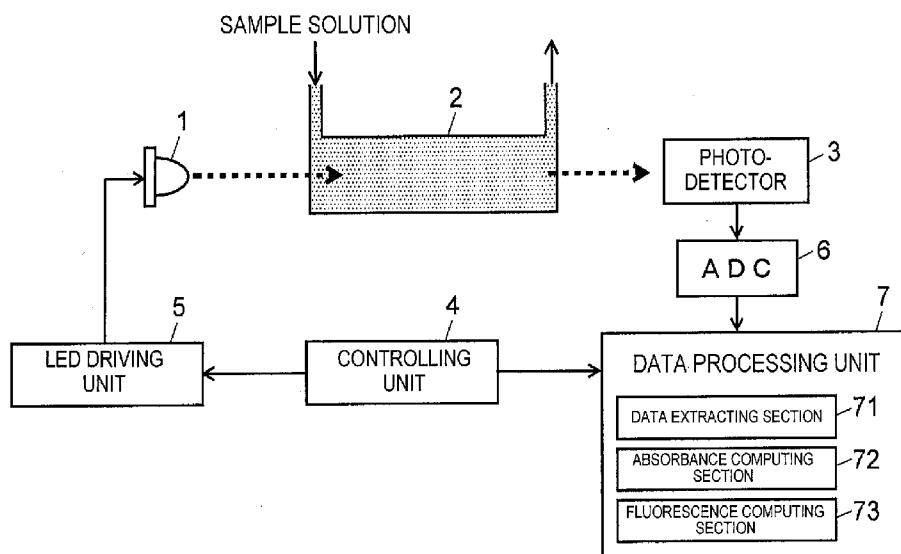 SAMPLE SOLUTION
1
2
PHOTO-
DETECTOR
3
A D C
6
5
4
7
LED DRIVING
UNIT
CONTROLLING
UNIT
DATA PROCESSING UNIT
DATA EXTRACTING SECTION
71
ABSORBANCE COMPUTING
SECTION
72
FLUORESCENCE COMPUTING
SECTION
73